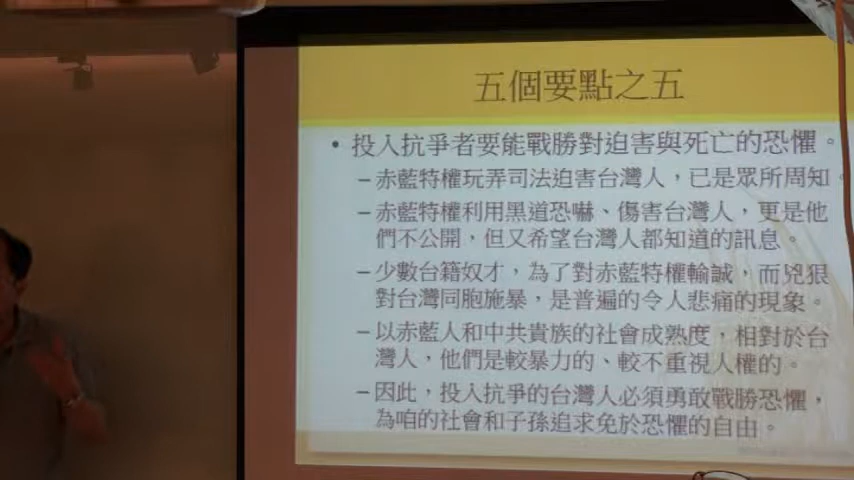 五個要點之五
• 投入抗爭者要能戰勝對迫害與死亡的恐懼。
–赤藍特權玩弄司法迫害台灣人，已是眾所周知。
–赤藍特權利用黑道恐嚇、傷害台灣人，更是他
們不公開，但又希望台灣人都知道的訊息。
–少數台籍奴才，為了對赤藍特權輸誠，而兇狠
對台灣同胞施暴，是普遍的令人悲痛的現象。
–以赤藍人和中共貴族的社會成熟度，相對於台
灣人，他們是較暴力的、較不重視人權的。
–因此，投入抗爭的台灣人必須勇敢戰勝恐懼，
為咱的社會和子孫追求免於恐懼的自由。